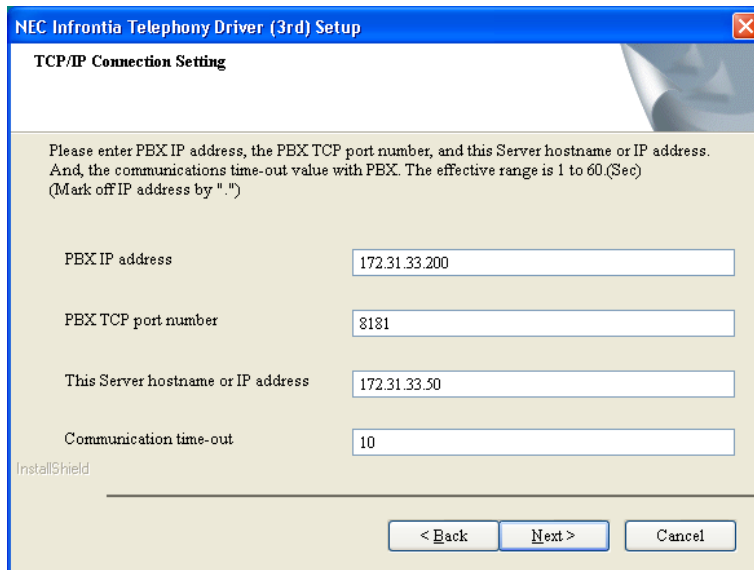 NEC Infrontia Telephony Driver (3rd) Setup
TCP/IP Connection Setting
Please enter PBX IP address, the PBX TCP port number, and this Server hostname or IP address.
And, the communications time-out value with PBX. The effective range is 1 to 60.(Sec)
(Mark off IP address by ".")
PBX IP address 172.31.33.200
PBX TCP port number 8181
This Server hostname or IP address 172.31.33.50
Communication time-out 10
InstallShield
< Back Next > Cancel